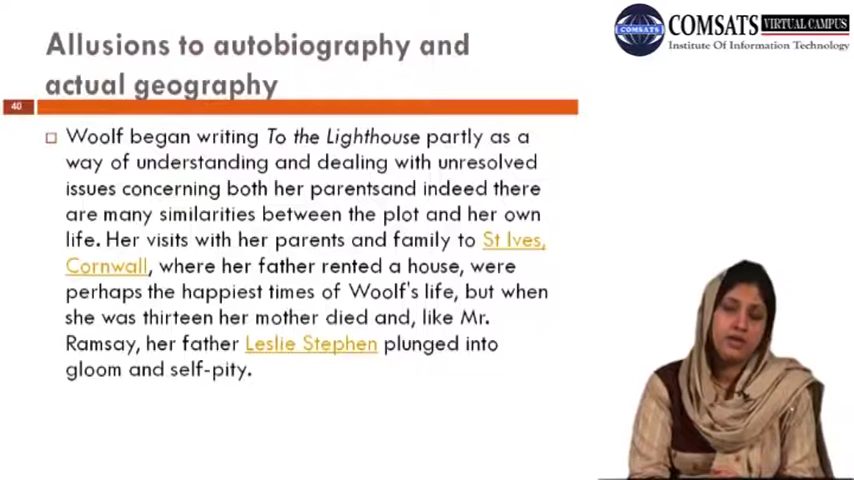 Allusions to autobiography and
actual geography
COMSATS VIRTUAL CAMPUS
COMSATS
Institute Of Information Technology
40
Woolf began writing To the Lighthouse partly as a
way of understanding and dealing with unresolved
issues concerning both her parentsand indeed there
are many similarities between the plot and her own
life. Her visits with her parents and family to St Ives,
Cornwall, where her father rented a house, were
perhaps the happiest times of Woolf's life, but when
she was thirteen her mother died and, like Mr.
Ramsay, her father Leslie Stephen plunged into
gloom and self-pity.